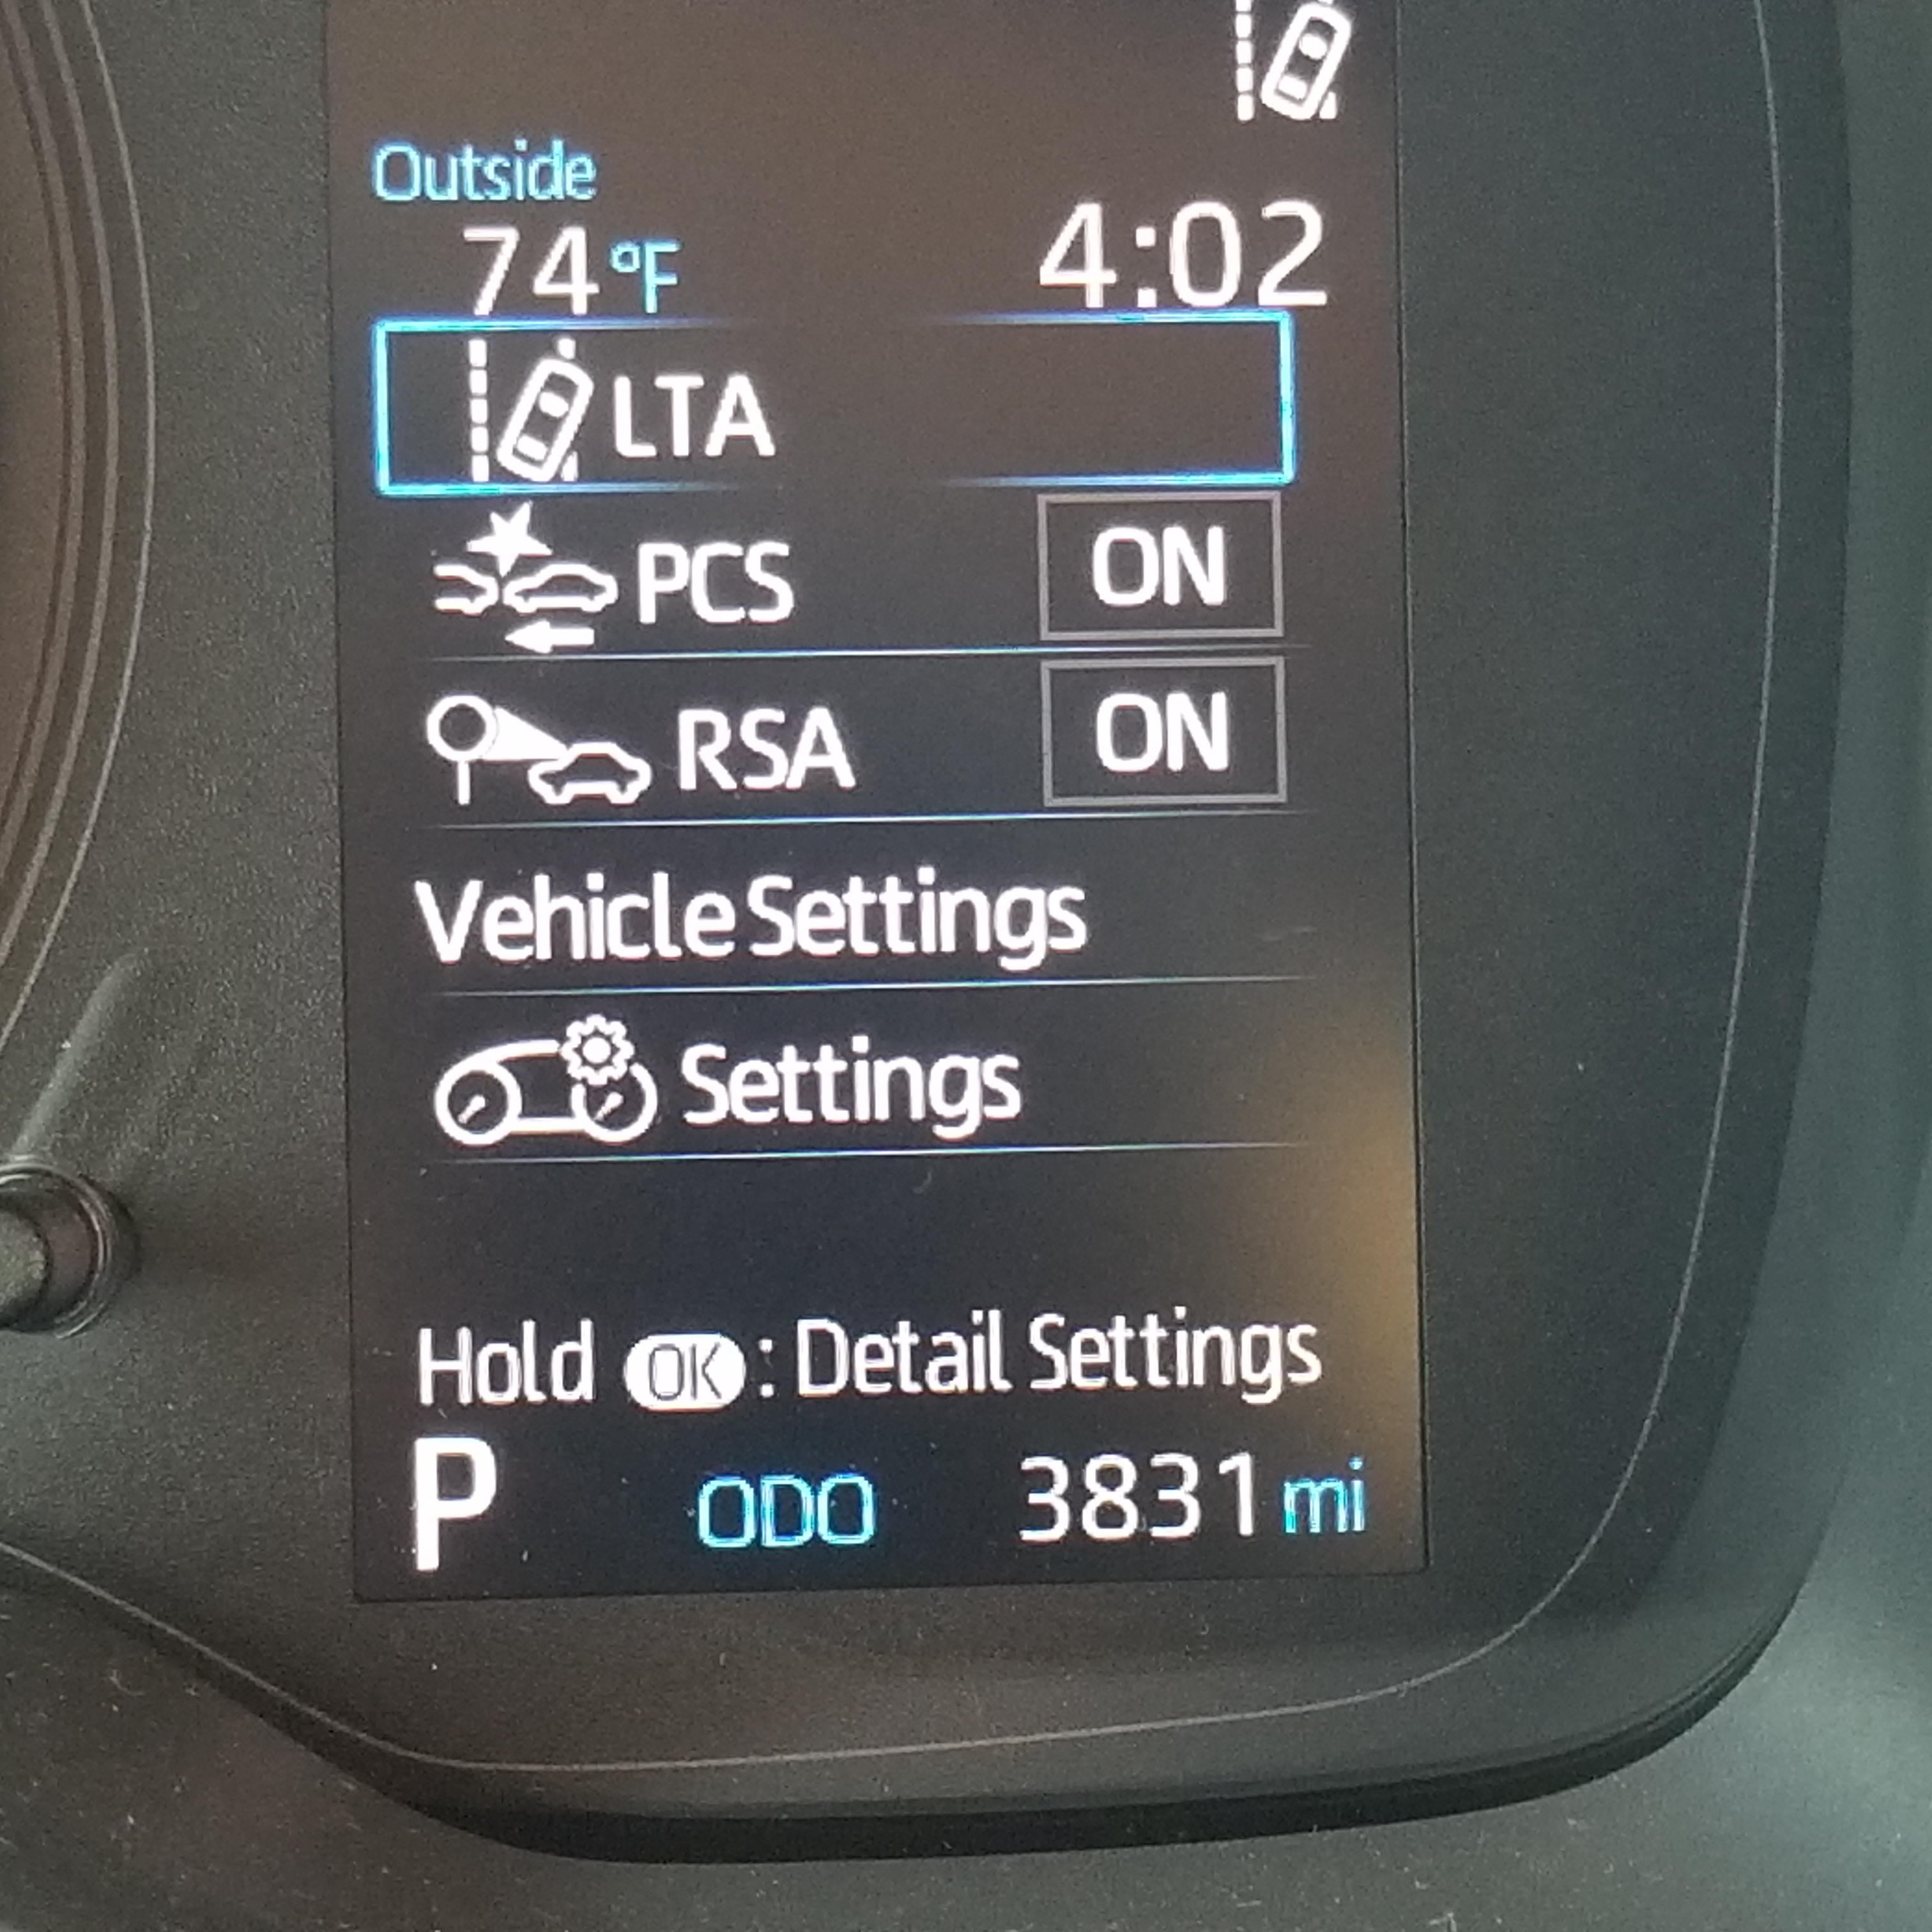 Outside
74°F 4:02
LTA
PCS ON
RSA ON
Vehicle Settings
Settings
Hold OK: Detail Settings
P ODO 3831 mi